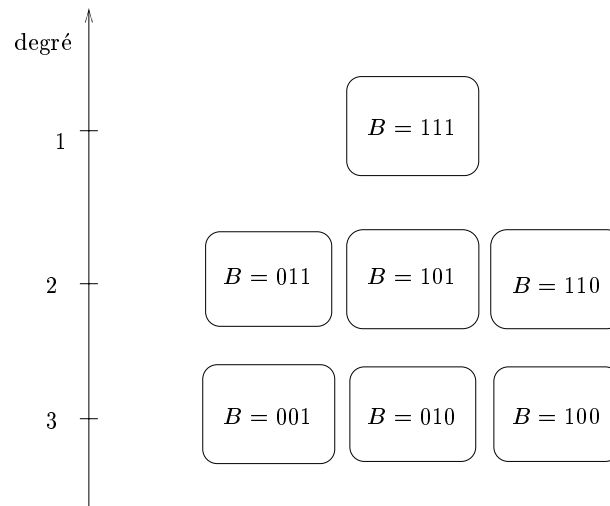 degré
1
B = 111
2
B = 011
B = 101
B = 110
3
B = 001
B = 010
B = 100